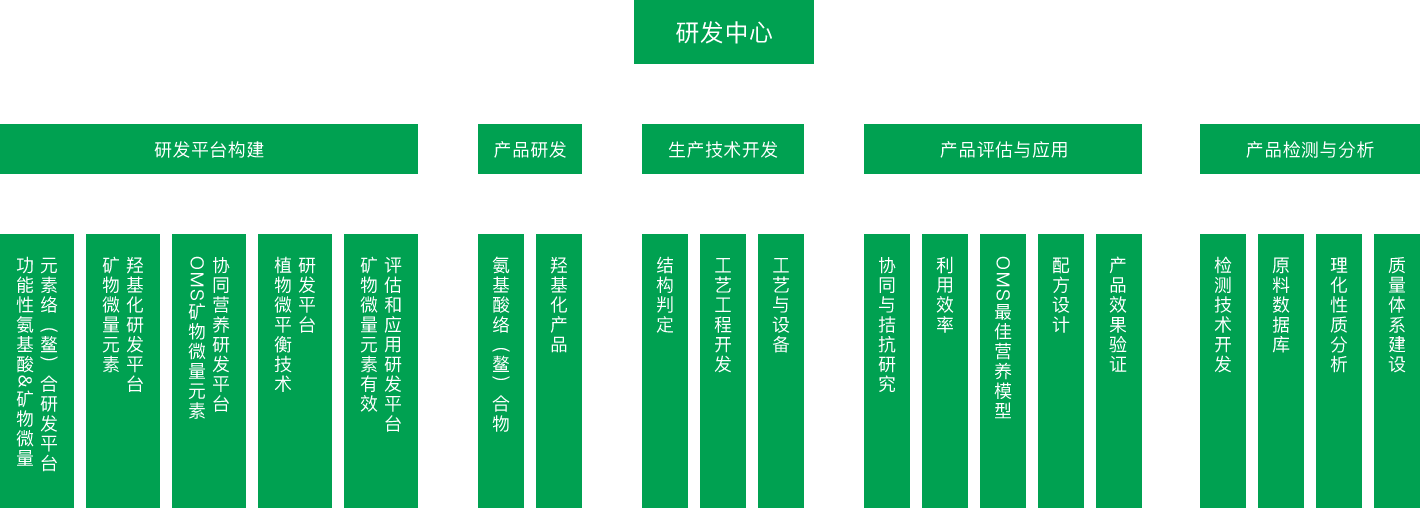 研发中心
研发平台构建
产品研发
生产技术开发
产品评估与应用
产品检测与分析
功能性氨基酸&矿物微量
元素络（螯）合研发平台
矿物微量元素
羟基化研发平台
OMS矿物微量元素
协同营养研发平台
植物微平衡技术
研发平台
矿物微量元素有效
评估和应用研发平台
氨基酸络（螯）合物
羟基化产品
结构判定
工艺工程开发
工艺与设备
协同与拮抗研究
利用效率
OMS最佳营养模型
配方设计
产品效果验证
检测技术开发
原料数据库
理化性质分析
质量体系建设